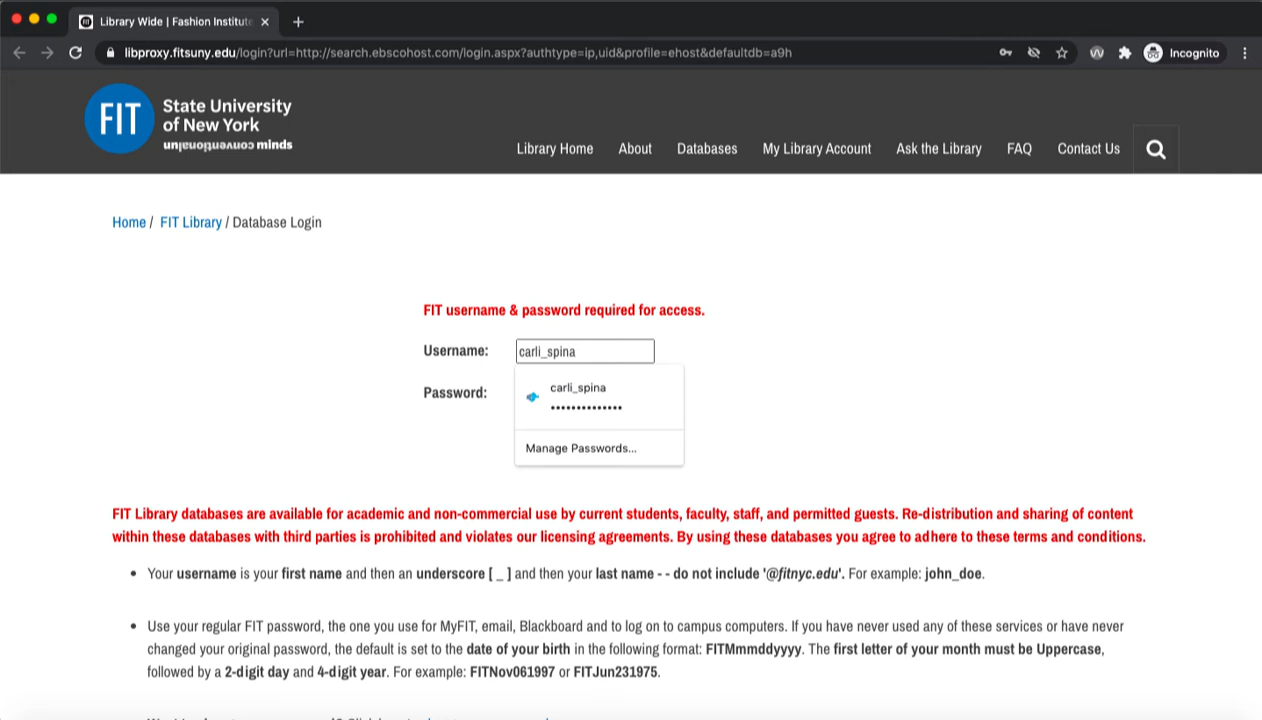 Library Wide | Fashion Institute
libproxy.fitsuny.edu/login?url=http://search.ebscohost.com/login.aspx?authtype=ip,uid&profile=ehost&defaultdb=a9h
Incognito
FIT
State University
of New York
unconventional minds
Library Home About Databases My Library Account Ask the Library FAQ Contact Us
Home / FIT Library / Database Login
FIT username & password required for access.
Username: carli_spina
Password:
carli_spina
••••••••••••••
Manage Passwords...
FIT Library databases are available for academic and non-commercial use by current students, faculty, staff, and permitted guests. Re-distribution and sharing of content
within these databases with third parties is prohibited and violates our licensing agreements. By using these databases you agree to adhere to these terms and conditions.
• Your username is your first name and then an underscore [ _ ] and then your last name - - do not include '@fitnyc.edu'. For example: john_doe.
• Use your regular FIT password, the one you use for MyFIT, email, Blackboard and to log on to campus computers. If you have never used any of these services or have never
changed your original password, the default is set to the date of your birth in the following format: FITMmmddyyyy. The first letter of your month must be Uppercase,
followed by a 2-digit day and 4-digit year. For example: FITNov061997 or FITJun231975.